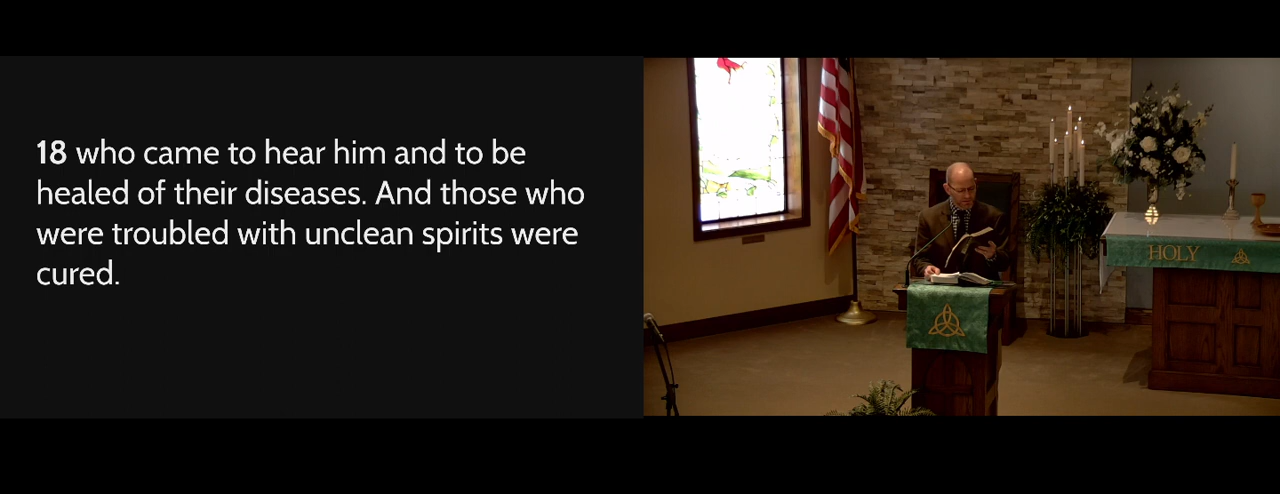 18 who came to hear him and to be
healed of their diseases. And those who
were troubled with unclean spirits were
cured.
HOLY